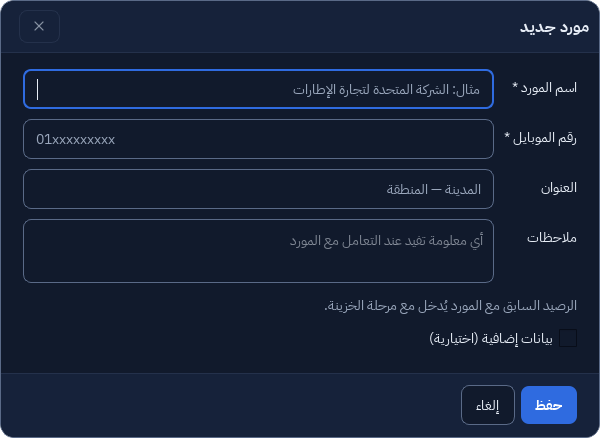 مورد جديد
اسم المورد *
مثال: الشركة المتحدة لتجارة الإطارات
رقم الموبايل *
01xxxxxxxxx
العنوان
المدينة — المنطقة
ملاحظات
أي معلومة تفيد عند التعامل مع المورد
الرصيد السابق مع المورد يُدخل مع مرحلة الخزينة.
بيانات إضافية (اختيارية)
حفظ
إلغاء